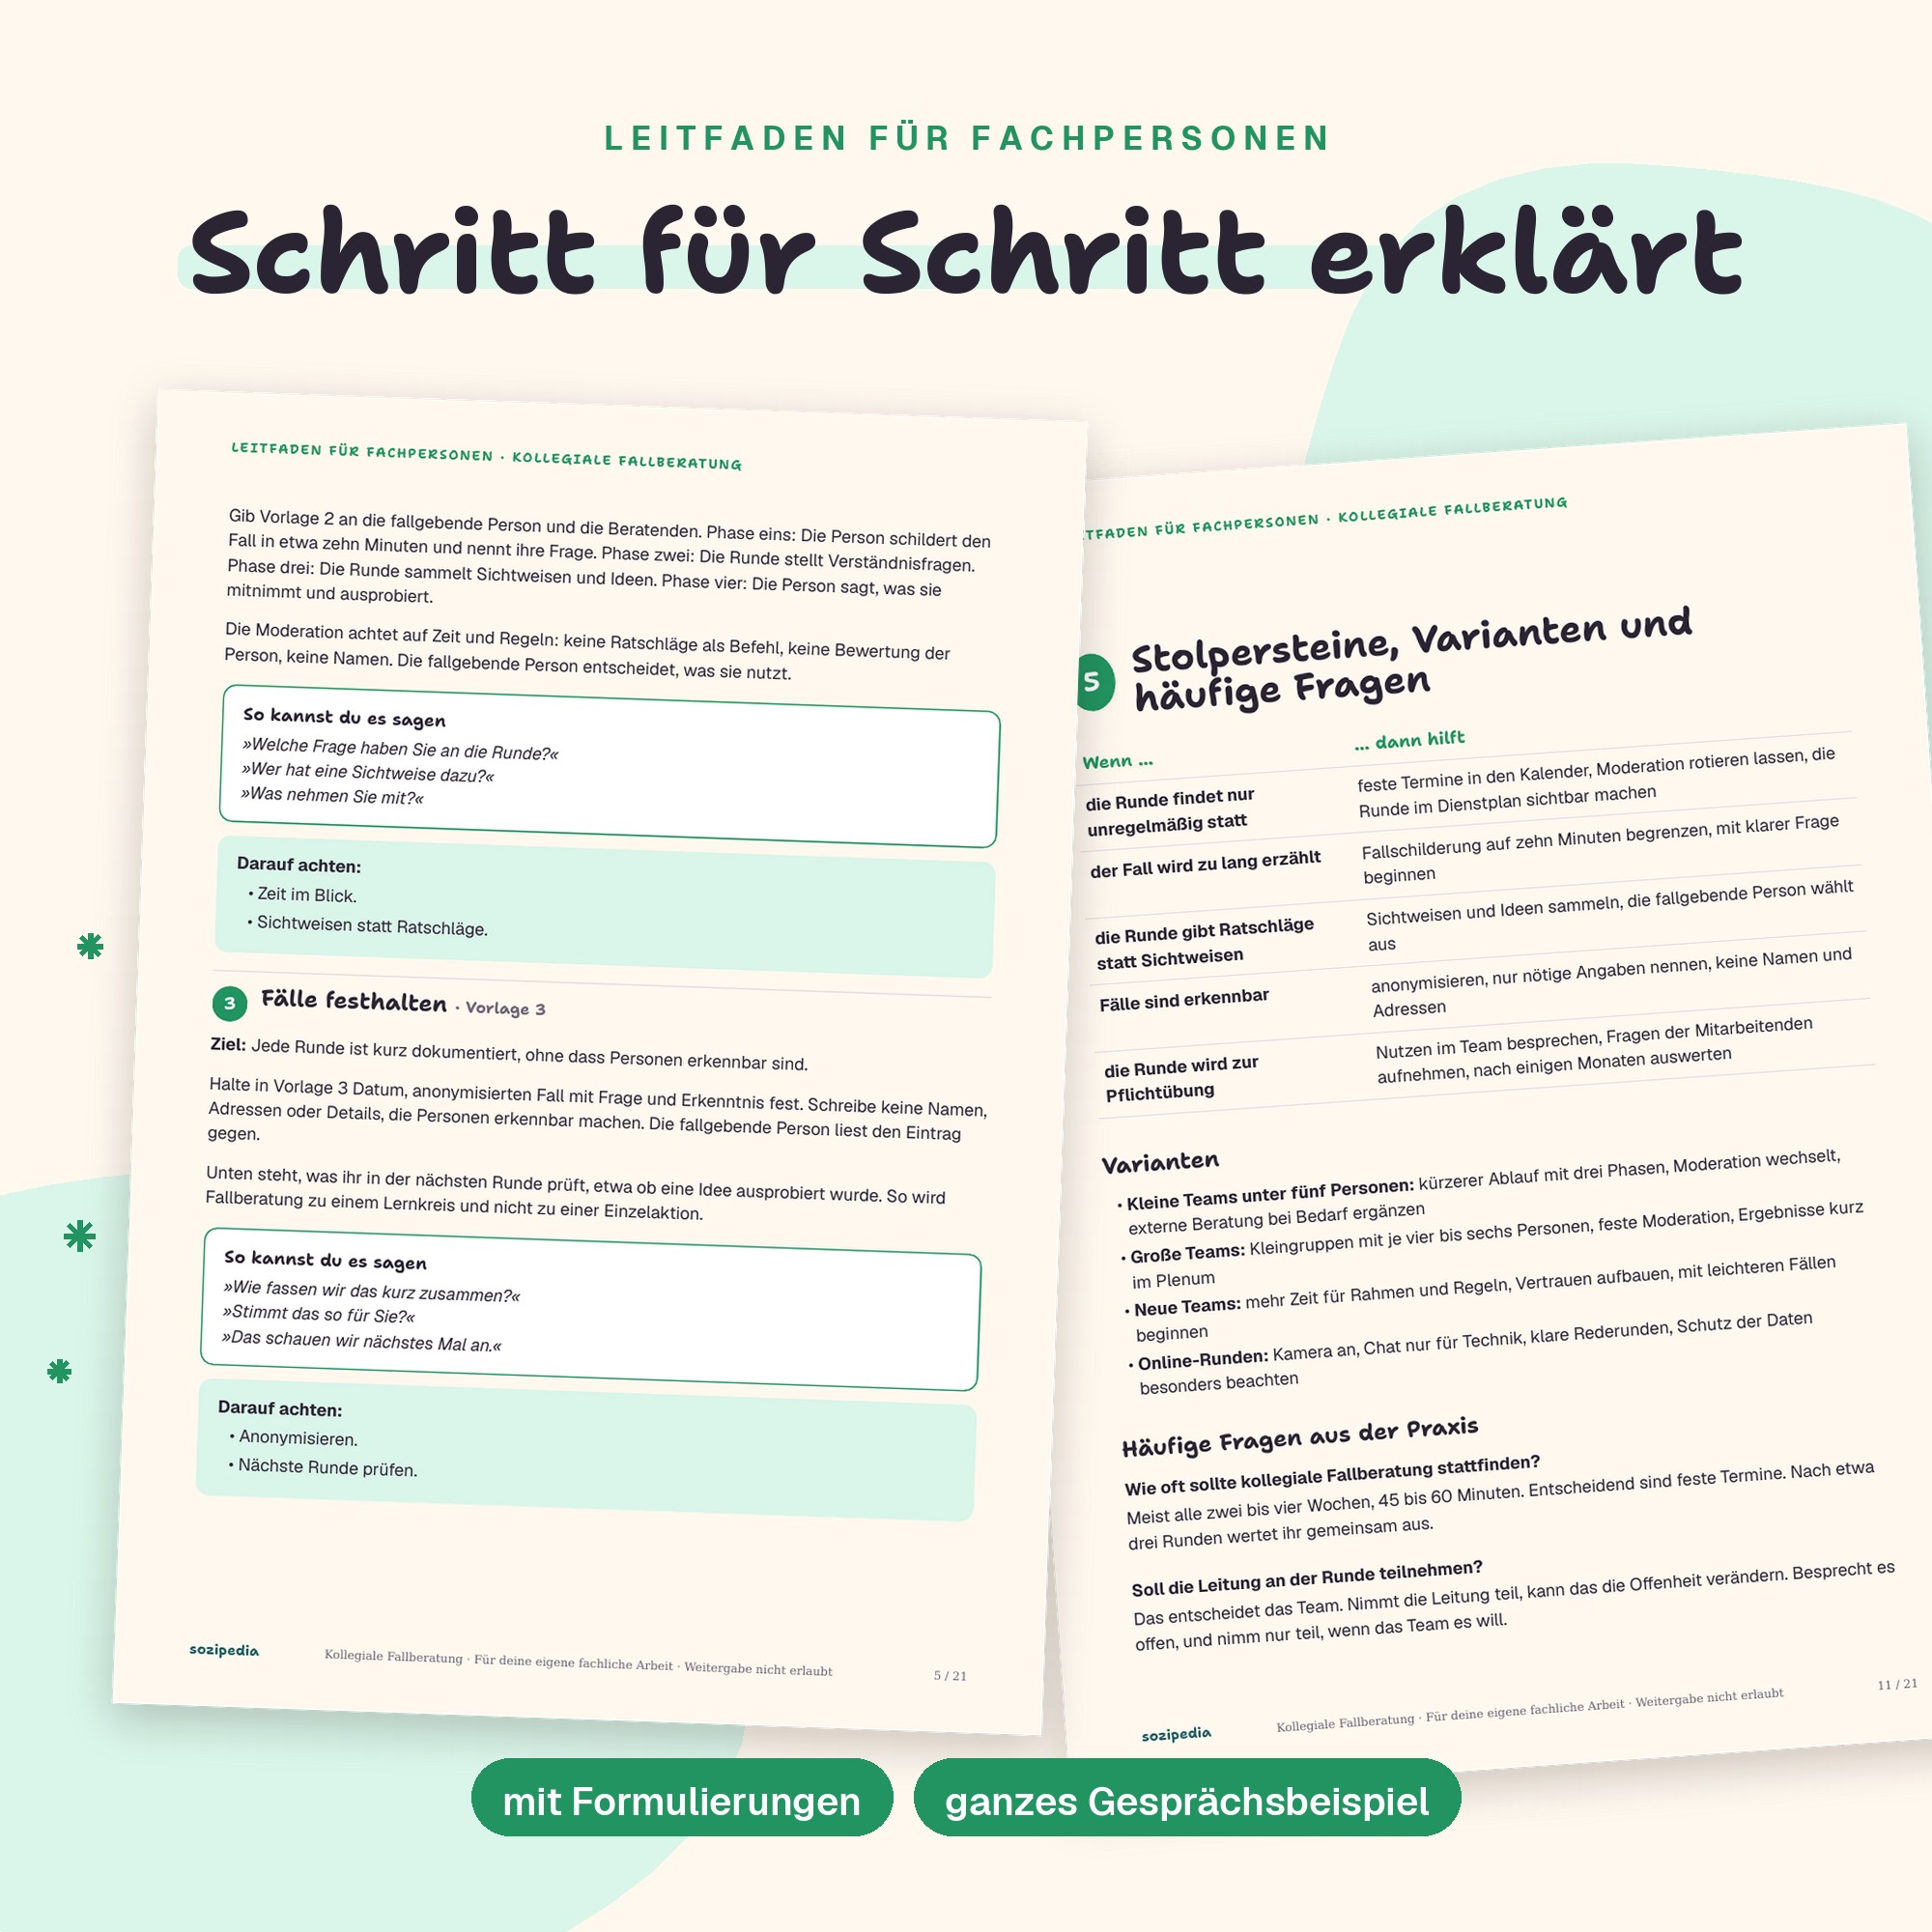 LEITFADEN FÜR FACHPERSONEN
Schritt für Schritt erklärt
LEITFADEN FÜR FACHPERSONEN · KOLLEGIALE FALLBERATUNG
Gib Vorlage 2 an die fallgebende Person und die Beratenden. Phase eins: Die Person schildert den
Fall in etwa zehn Minuten und nennt ihre Frage. Phase zwei: Die Runde stellt Verständnisfragen.
Phase drei: Die Runde sammelt Sichtweisen und Ideen. Phase vier: Die Person sagt, was sie
mitnimmt und ausprobiert.
Die Moderation achtet auf Zeit und Regeln: keine Ratschläge als Befehl, keine Bewertung der
Person, keine Namen. Die fallgebende Person entscheidet, was sie nutzt.
So kannst du es sagen
»Welche Frage haben Sie an die Runde?«
»Wer hat eine Sichtweise dazu?«
»Was nehmen Sie mit?«
Darauf achten:
• Zeit im Blick.
• Sichtweisen statt Ratschläge.
3 Fälle festhalten · Vorlage 3
Ziel: Jede Runde ist kurz dokumentiert, ohne dass Personen erkennbar sind.
Halte in Vorlage 3 Datum, anonymisierten Fall mit Frage und Erkenntnis fest. Schreibe keine Namen,
Adressen oder Details, die Personen erkennbar machen. Die fallgebende Person liest den Eintrag
gegen.
Unten steht, was ihr in der nächsten Runde prüft, etwa ob eine Idee ausprobiert wurde. So wird
Fallberatung zu einem Lernkreis und nicht zu einer Einzelaktion.
So kannst du es sagen
»Wie fassen wir das kurz zusammen?«
»Stimmt das so für Sie?«
»Das schauen wir nächstes Mal an.«
Darauf achten:
• Anonymisieren.
• Nächste Runde prüfen.
sozipedia
Kollegiale Fallberatung · Für deine eigene fachliche Arbeit · Weitergabe nicht erlaubt
5 / 21
TFADEN FÜR FACHPERSONEN · KOLLEGIALE FALLBERATUNG
5 Stolpersteine, Varianten und
häufige Fragen
Wenn ...
... dann hilft
die Runde findet nur
unregelmäßig statt
feste Termine in den Kalender, Moderation rotieren lassen, die
Runde im Dienstplan sichtbar machen
der Fall wird zu lang erzählt
Fallschilderung auf zehn Minuten begrenzen, mit klarer Frage
beginnen
die Runde gibt Ratschläge
statt Sichtweisen
Sichtweisen und Ideen sammeln, die fallgebende Person wählt
aus
Fälle sind erkennbar
anonymisieren, nur nötige Angaben nennen, keine Namen und
Adressen
die Runde wird zur
Pflichtübung
Nutzen im Team besprechen, Fragen der Mitarbeitenden
aufnehmen, nach einigen Monaten auswerten
Varianten
• Kleine Teams unter fünf Personen: kürzerer Ablauf mit drei Phasen, Moderation wechselt,
externe Beratung bei Bedarf ergänzen
• Große Teams: Kleingruppen mit je vier bis sechs Personen, feste Moderation, Ergebnisse kurz
im Plenum
• Neue Teams: mehr Zeit für Rahmen und Regeln, Vertrauen aufbauen, mit leichteren Fällen
beginnen
• Online-Runden: Kamera an, Chat nur für Technik, klare Rederunden, Schutz der Daten
besonders beachten
Häufige Fragen aus der Praxis
Wie oft sollte kollegiale Fallberatung stattfinden?
Meist alle zwei bis vier Wochen, 45 bis 60 Minuten. Entscheidend sind feste Termine. Nach etwa
drei Runden wertet ihr gemeinsam aus.
Soll die Leitung an der Runde teilnehmen?
Das entscheidet das Team. Nimmt die Leitung teil, kann das die Offenheit verändern. Besprecht es
offen, und nimm nur teil, wenn das Team es will.
sozipedia
Kollegiale Fallberatung · Für deine eigene fachliche Arbeit · Weitergabe nicht erlaubt
11 / 21
mit Formulierungen
ganzes Gesprächsbeispiel